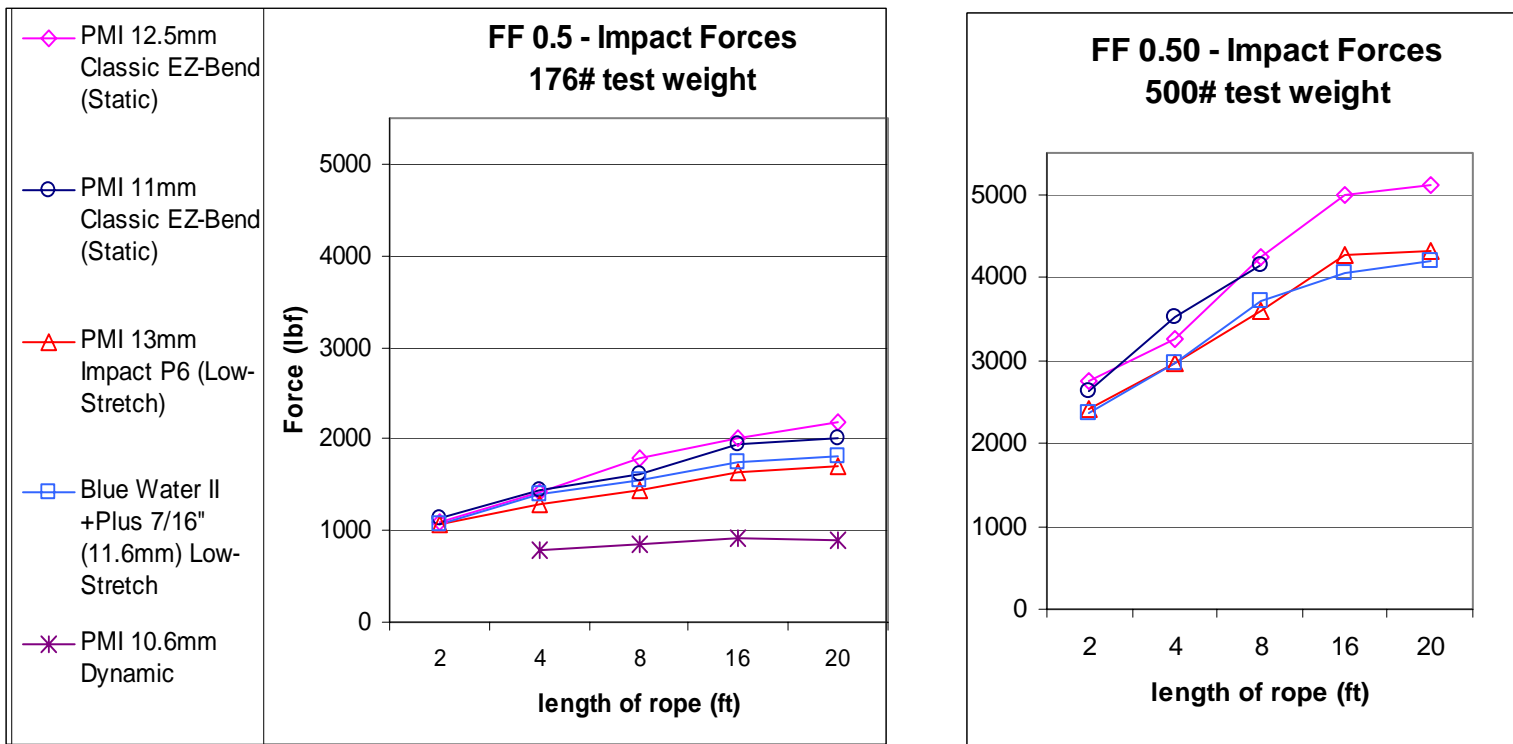 PMI 12.5mm
Classic EZ-Bend
(Static)
PMI 11mm
Classic EZ-Bend
(Static)
PMI 13mm
Impact P6 (Low-
Stretch)
Blue Water II
+Plus 7/16"
(11.6mm) Low-
Stretch
PMI 10.6mm
Dynamic
FF 0.5 - Impact Forces
176# test weight
Force (lbf)
5000
4000
3000
2000
1000
0
2 4 8 16 20
length of rope (ft)
FF 0.50 - Impact Forces
500# test weight
5000
4000
3000
2000
1000
0
2 4 8 16 20
length of rope (ft)